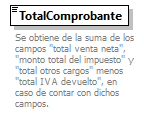 TotalComprobante
Se obtiene de la suma de los
campos "total venta neta",
"monto total del impuesto" y
"total otros cargos" menos
"total IVA devuelto", en
caso de contar con dichos
campos.